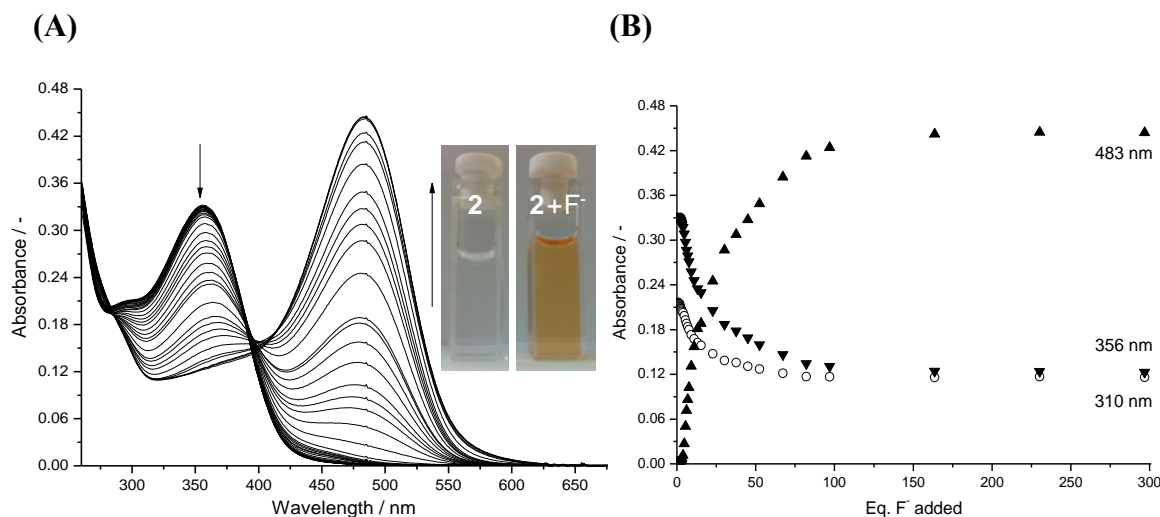 (A)
(B)
0.48
0.42
0.36
0.30
0.24
0.18
0.12
0.06
0.00
Absorbance / -
300 350 400 450 500 550 600 650
Wavelength / nm
2
2+F-
0.48
0.42
0.36
0.30
0.24
0.18
0.12
0.06
0.00
Absorbance / -
483 nm
356 nm
310 nm
0 50 100 150 200 250 300
Eq. F- added